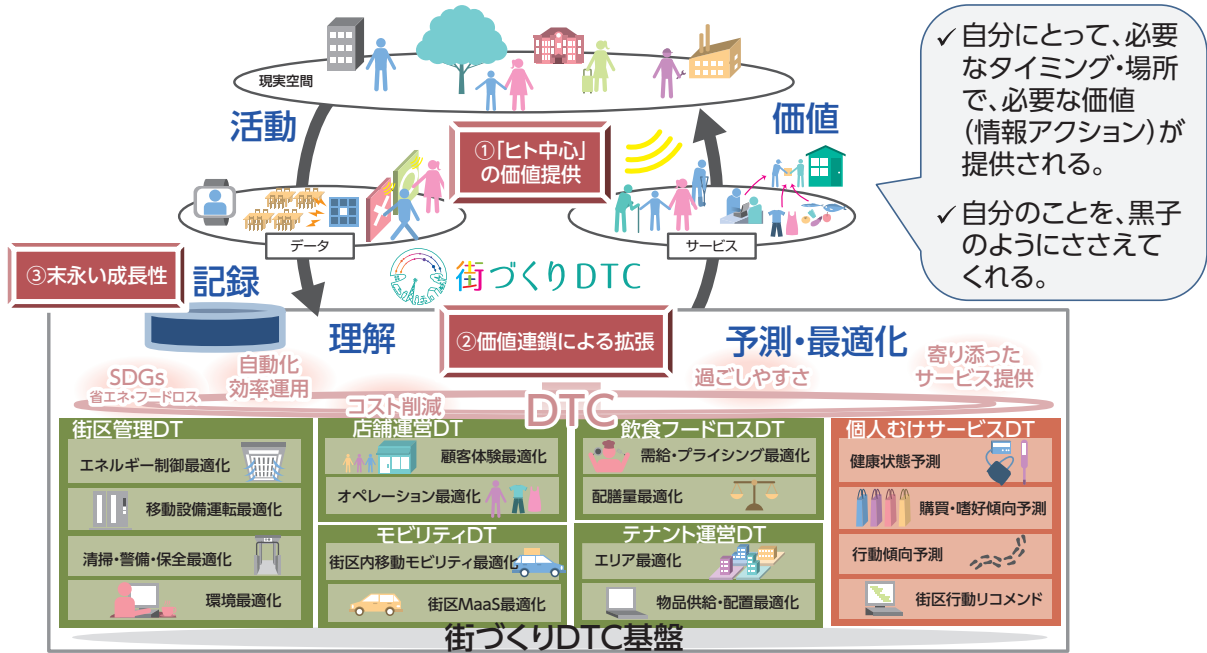 現実空間
活動
価値
①「ヒト中心」
の価値提供
データ
サービス
✓ 自分にとって、必要
なタイミング・場所
で、必要な価値
(情報アクション)が
提供される。
✓ 自分のことを、黒子
のようにささえて
くれる。
街づくりDTC
③末永い成長性
記録
理解
②価値連鎖による拡張
予測・最適化
SDGs
省エネ・フードロス
自動化
効率運用
コスト削減
過ごしやすさ
寄り添った
サービス提供
DTC
街区管理DT
エネルギー制御最適化
移動設備運転最適化
清掃・警備・保全最適化
環境最適化
店舗運営DT
顧客体験最適化
オペレーション最適化
モビリティDT
街区内移動モビリティ最適化
街区MaaS最適化
飲食フードロスDT
需給・プライシング最適化
配膳量最適化
テナント運営DT
エリア最適化
物品供給・配置最適化
個人むけサービスDT
健康状態予測
購買・嗜好傾向予測
行動傾向予測
街区行動リコメンド
街づくりDTC基盤